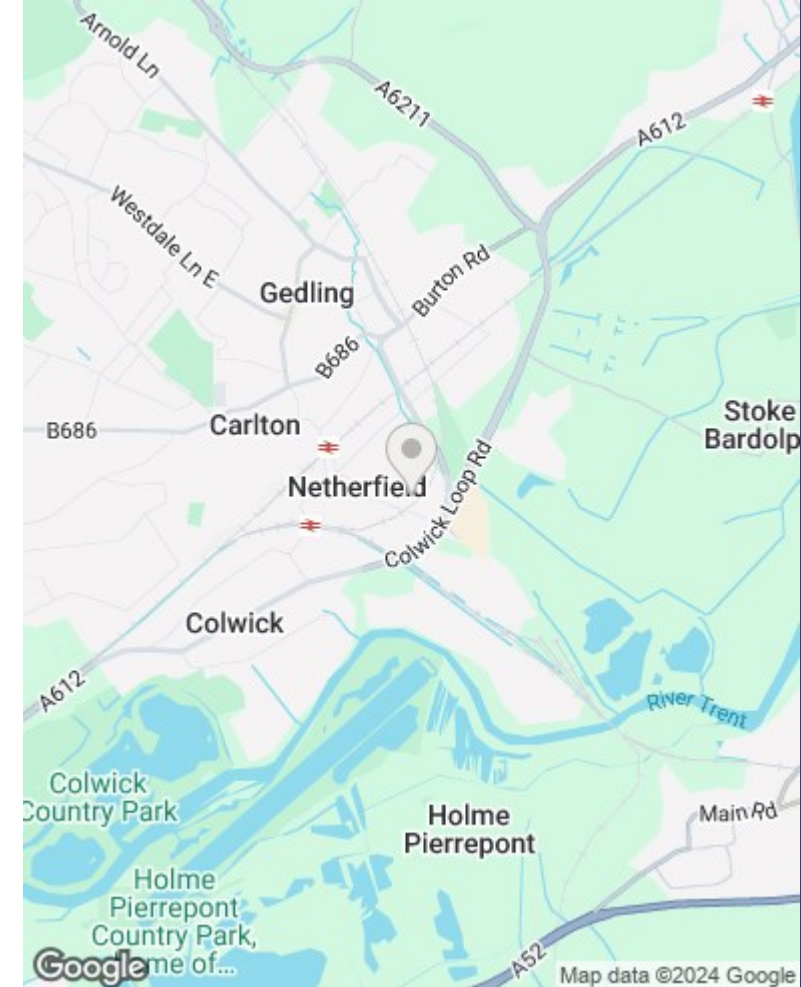 Arnold Ln
A6211
A612
Westdale Ln E
Burton Rd
Gedling
B686
Stoke
Bardolp
Carlton
B686
Netherfield
Colwick Loop Rd
Colwick
A612
River Trent
Colwick
Country Park
Holme
Pierrepont
Main Rd
Holme
Pierrepont
Country Park,
me of...
A52
Google
Map data ©2024 Google